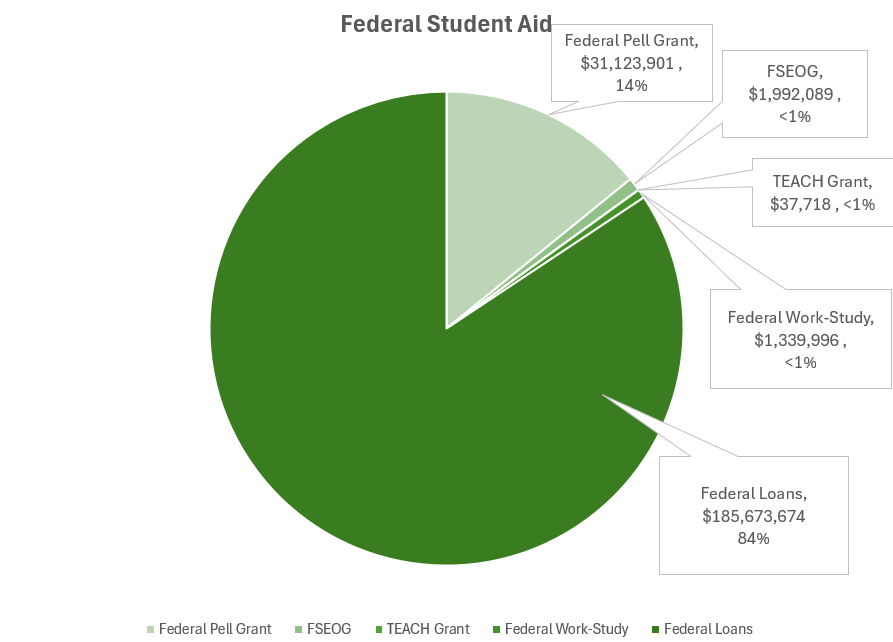 Federal Student Aid
Federal Pell Grant,
$31,123,901 ,
14%
FSEOG,
$1,992,089 ,
<1%
TEACH Grant,
$37,718 , <1%
Federal Work-Study,
$1,339,996 ,
<1%
Federal Loans,
$185,673,674
84%
Federal Pell Grant FSEOG TEACH Grant Federal Work-Study Federal Loans